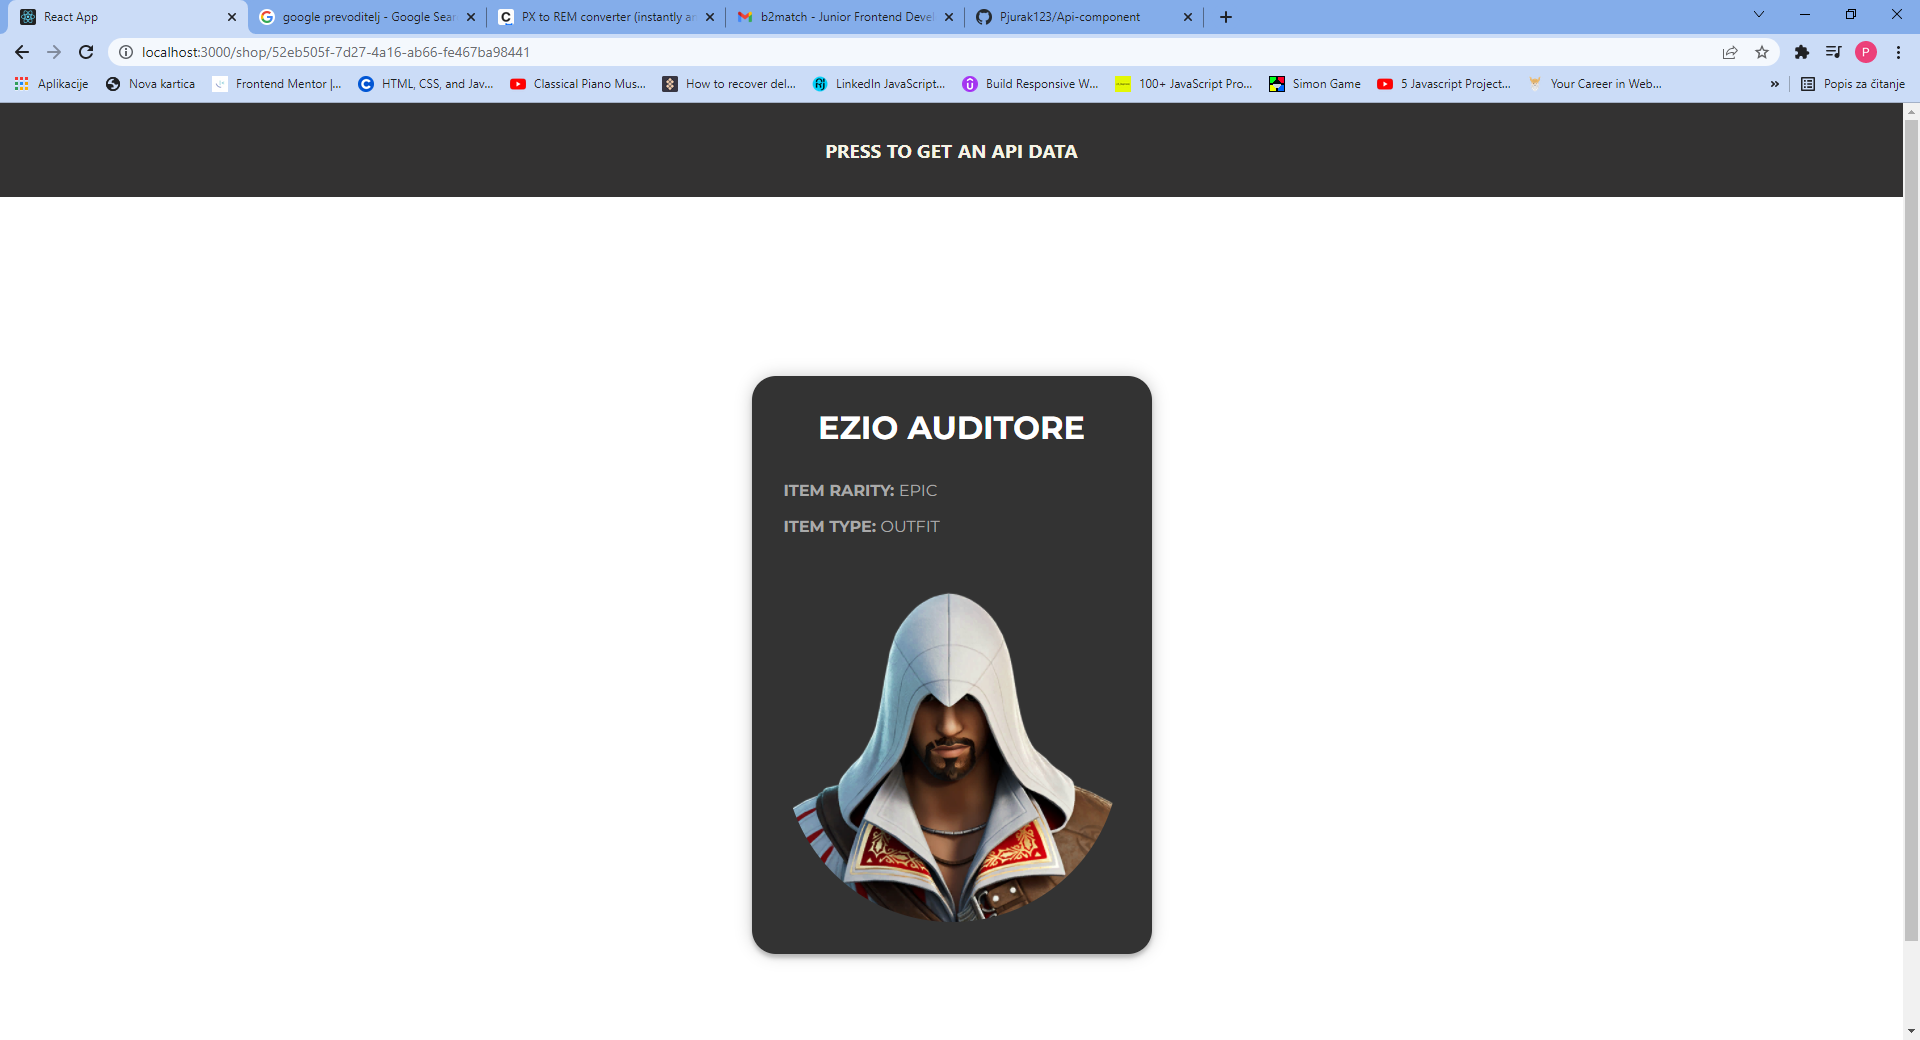 React App
google prevoditelj - Google Sear
PX to REM converter (instantly an
b2match - Junior Frontend Devel
Pjurak123/Api-component
localhost:3000/shop/52eb505f-7d27-4a16-ab66-fe467ba98441
P
Aplikacije
Nova kartica
Frontend Mentor |...
HTML, CSS, and Jav...
Classical Piano Mus...
How to recover del...
LinkedIn JavaScript...
Build Responsive W...
100+ JavaScript Pro...
Simon Game
5 Javascript Project...
Your Career in Web...
»
Popis za čitanje
PRESS TO GET AN API DATA
EZIO AUDITORE
ITEM RARITY: EPIC
ITEM TYPE: OUTFIT